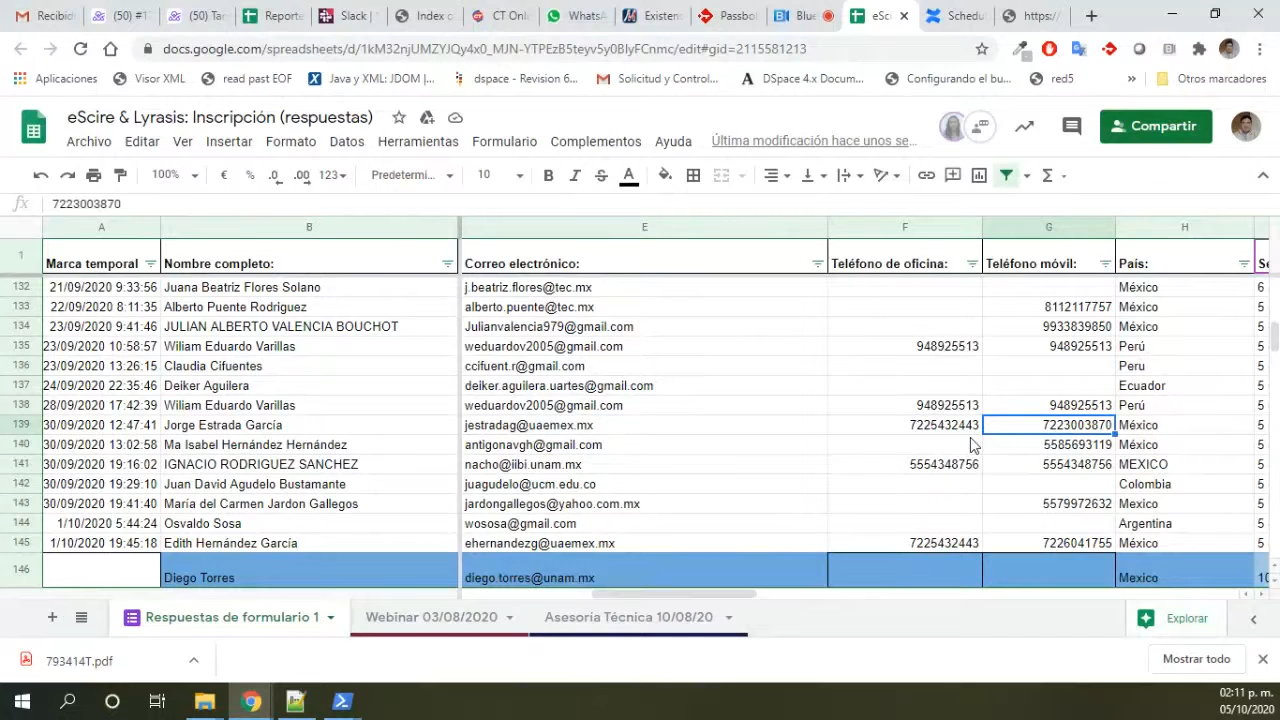 Recibid
(50) #1
(50) Tar
Reporte
Slack |
Index o
CT Onl
WhatsA
Existen
Passbol
Blue
eSc
Schedu
https:/
docs.google.com/spreadsheets/d/1kM32njUMZYJQy4x0_MJN-YTPEzB5teyv5y0BlyFCnmc/edit#gid=2115581213
Aplicaciones
Visor XML
read past EOF
Java y XML: JDOM |...
dspace - Revision 6...
Solicitud y Control...
DSpace 4.x Docum...
Configurando el bu...
red5
»
Otros marcadores
eScire & Lyrasis: Inscripción (respuestas)
Archivo Editar Ver Insertar Formato Datos Herramientas Formulario Complementos Ayuda Última modificación hace unos se...
Compartir
100% € % .0 .00 123 Predetermi... 10 B I S A Σ
fx 7223003870
A B E F G H
1 Marca temporal Nombre completo: Correo electrónico: Teléfono de oficina: Teléfono móvil: País: Se
132 21/09/2020 9:33:56 Juana Beatriz Flores Solano j.beatriz.flores@tec.mx México 6
133 22/09/2020 8:11:35 Alberto Puente Rodriguez alberto.puente@tec.mx 8112117757 México 5
134 23/09/2020 9:41:46 JULIAN ALBERTO VALENCIA BOUCHOT Julianvalencia979@gmail.com 9933839850 México 5
135 23/09/2020 10:58:57 Wiliam Eduardo Varillas weduardov2005@gmail.com 948925513 948925513 Perú 5
136 23/09/2020 13:26:15 Claudia Cifuentes ccifuent.r@gmail.com Peru 5
137 24/09/2020 22:35:46 Deiker Aguilera deiker.aguilera.uartes@gmail.com Ecuador 5
138 28/09/2020 17:42:39 Wiliam Eduardo Varillas weduardov2005@gmail.com 948925513 948925513 Perú 5
139 30/09/2020 12:47:41 Jorge Estrada García jestradag@uaemex.mx 7225432443 7223003870 México 5
140 30/09/2020 13:02:58 Ma Isabel Hernández Hernández antigonavgh@gmail.com 5585693119 México 5
141 30/09/2020 19:16:02 IGNACIO RODRIGUEZ SANCHEZ nacho@iibi.unam.mx 5554348756 5554348756 MEXICO 5
142 30/09/2020 19:29:10 Juan David Agudelo Bustamante juagudelo@ucm.edu.co Colombia 5
143 30/09/2020 19:41:40 María del Carmen Jardon Gallegos jardongallegos@yahoo.com.mx 5579972632 Mexico 5
144 1/10/2020 5:44:24 Osvaldo Sosa wososa@gmail.com Argentina 5
145 1/10/2020 19:45:18 Edith Hernández García ehernandezg@uaemex.mx 7225432443 7226041755 México 5
146 Diego Torres diego.torres@unam.mx Mexico 10
Respuestas de formulario 1 Webinar 03/08/2020 Asesoría Técnica 10/08/20 Explorar
793414T.pdf Mostrar todo
02:11 p. m.
05/10/2020